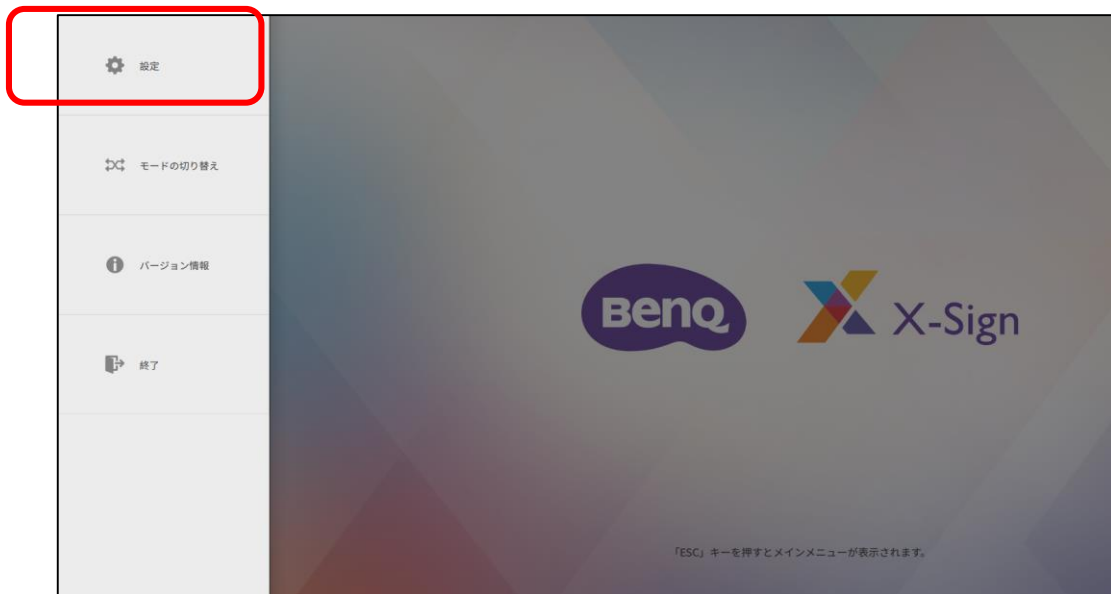 設定
モードの切り替え
バージョン情報
終了
BenQ
X-Sign
「ESC」キーを押すとメインメニューが表示されます。